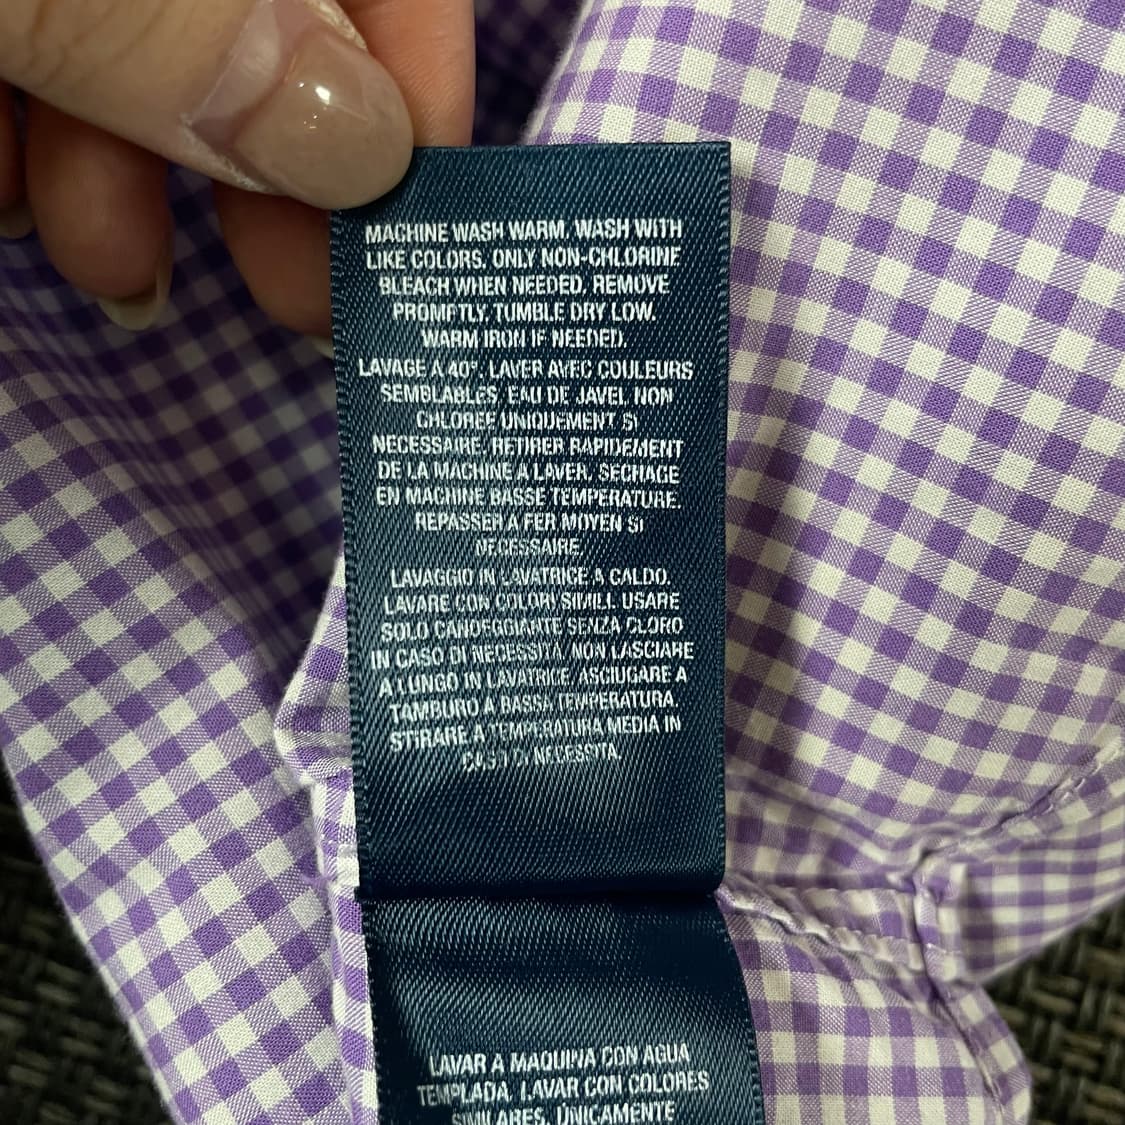 MACHINE WASH WARM. WASH WITH
LIKE COLORS. ONLY NON-CHLORINE
BLEACH WHEN NEEDED. REMOVE
PROMPTLY. TUMBLE DRY LOW.
WARM IRON IF NEEDED.
LAVAGE A 40°. LAVER AVEC COULEURS
SEMBLABLES. EAU DE JAVEL NON
CHLOREE UNIQUEMENT SI
NECESSAIRE. RETIRER RAPIDEMENT
DE LA MACHINE A LAVER. SECHAGE
EN MACHINE BASSE TEMPERATURE.
REPASSER A FER MOYEN SI
NECESSAIRE.
LAVAGGIO IN LAVATRICE A CALDO.
LAVARE CON COLORI SIMILI. USARE
SOLO CANDEGGIANTE SENZA CLORO
IN CASO DI NECESSITA. NON LASCIARE
A LUNGO IN LAVATRICE. ASCIUGARE A
TAMBURO A BASSA TEMPERATURA.
STIRARE A TEMPERATURA MEDIA IN
CASO DI NECESSITA.
LAVAR A MAQUINA CON AGUA
TEMPLADA. LAVAR CON COLORES
SIMILARES. ÚNICAMENTE